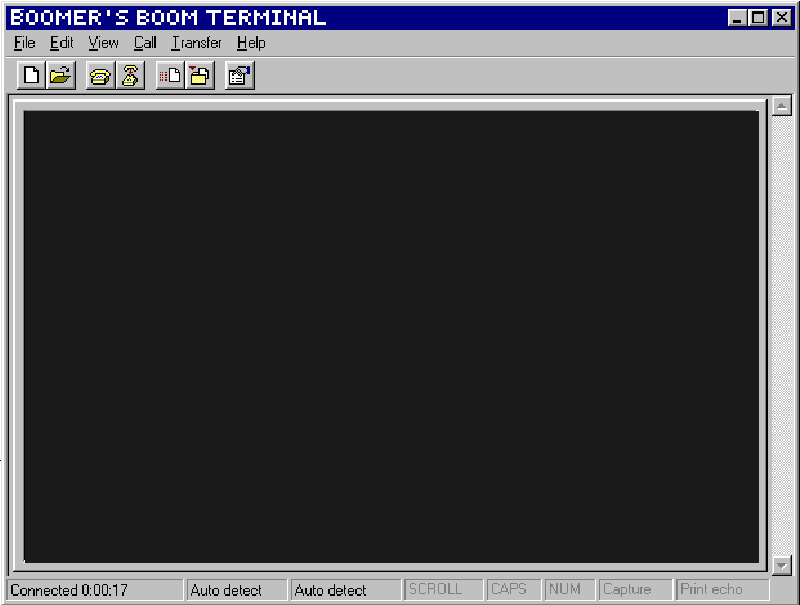 BOOMER'S BOOM TERMINAL
File Edit View Call Transfer Help
Connected 0:00:17 Auto detect Auto detect SCROLL CAPS NUM Capture Print echo